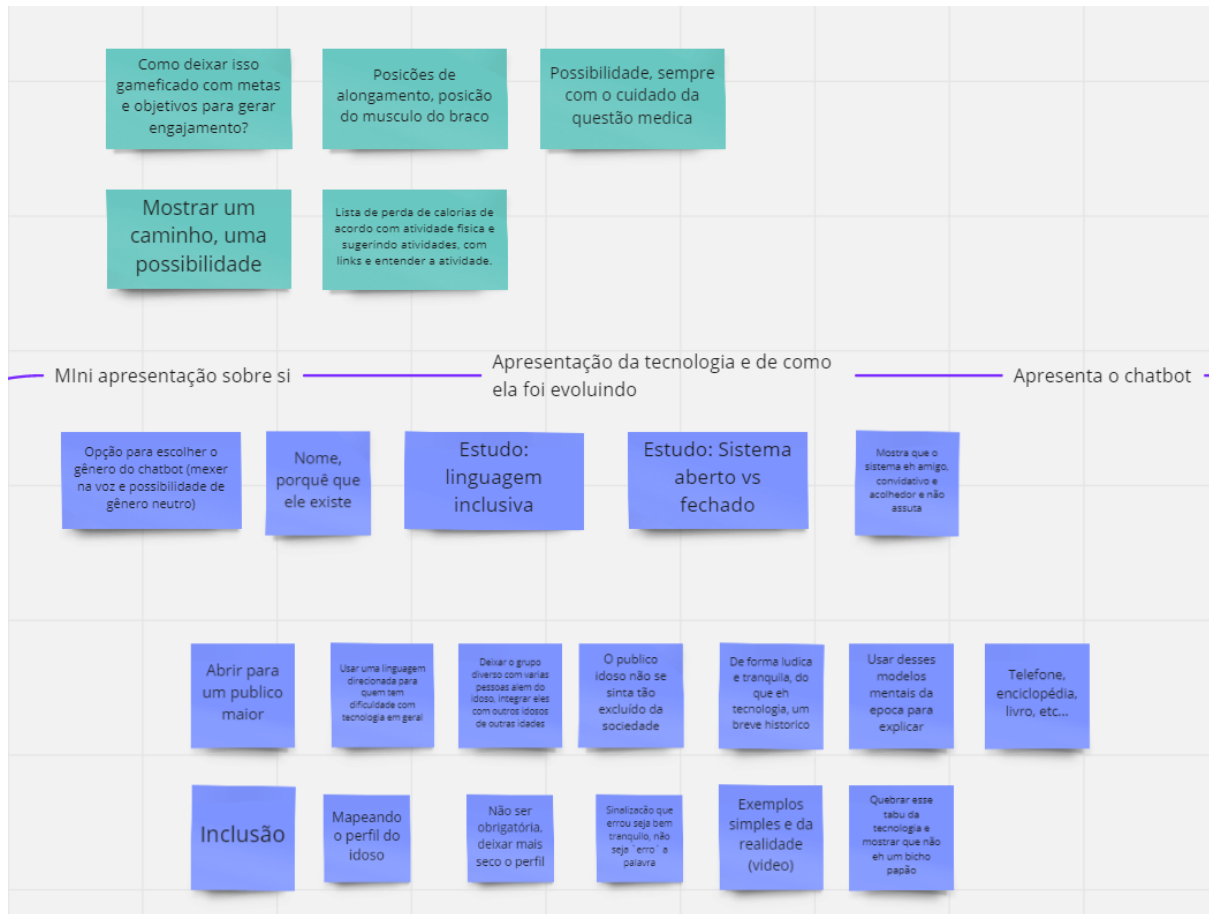 Como deixar isso
gameficado com metas
e objetivos para gerar
engajamento?
Posicões de
alongamento, posicão
do musculo do braco
Possibilidade, sempre
com o cuidado da
questão medica
Mostrar um
caminho, uma
possibilidade
Lista de perda de calorias de
acordo com atividade fisica e
sugerindo atividades, com
links e entender a atividade.
MIni apresentação sobre si
Apresentação da tecnologia e de como
ela foi evoluindo
Apresenta o chatbot
Opção para escolher o
gênero do chatbot (mexer
na voz e possibilidade de
gênero neutro)
Nome,
porquê que
ele existe
Estudo:
linguagem
inclusiva
Estudo: Sistema
aberto vs
fechado
Mostra que o
sistema eh amigo,
convidativo e
acolhedor e não
assuta
Abrir para
um publico
maior
Usar uma linguagem
direcionada para
quem tem
dificuldade com
tecnologia em geral
Deixar o grupo
diverso com varias
pessoas alem do
idoso, integrar eles
com outros idosos
de outras idades
O publico
idoso não se
sinta tão
excluído da
sociedade
De forma ludica
e tranquila, do
que eh
tecnologia, um
breve historico
Usar desses
modelos
mentais da
epoca para
explicar
Telefone,
enciclopédia,
livro, etc...
Inclusão
Mapeando
o perfil do
idoso
Não ser
obrigatória,
deixar mais
seco o perfil
Sinalizacão que
errou seja bem
tranquilo, não
seja ¨erro¨ a
palavra
Exemplos
simples e da
realidade
(video)
Quebrar esse
tabu da
tecnologia e
mostrar que não
eh um bicho
papão